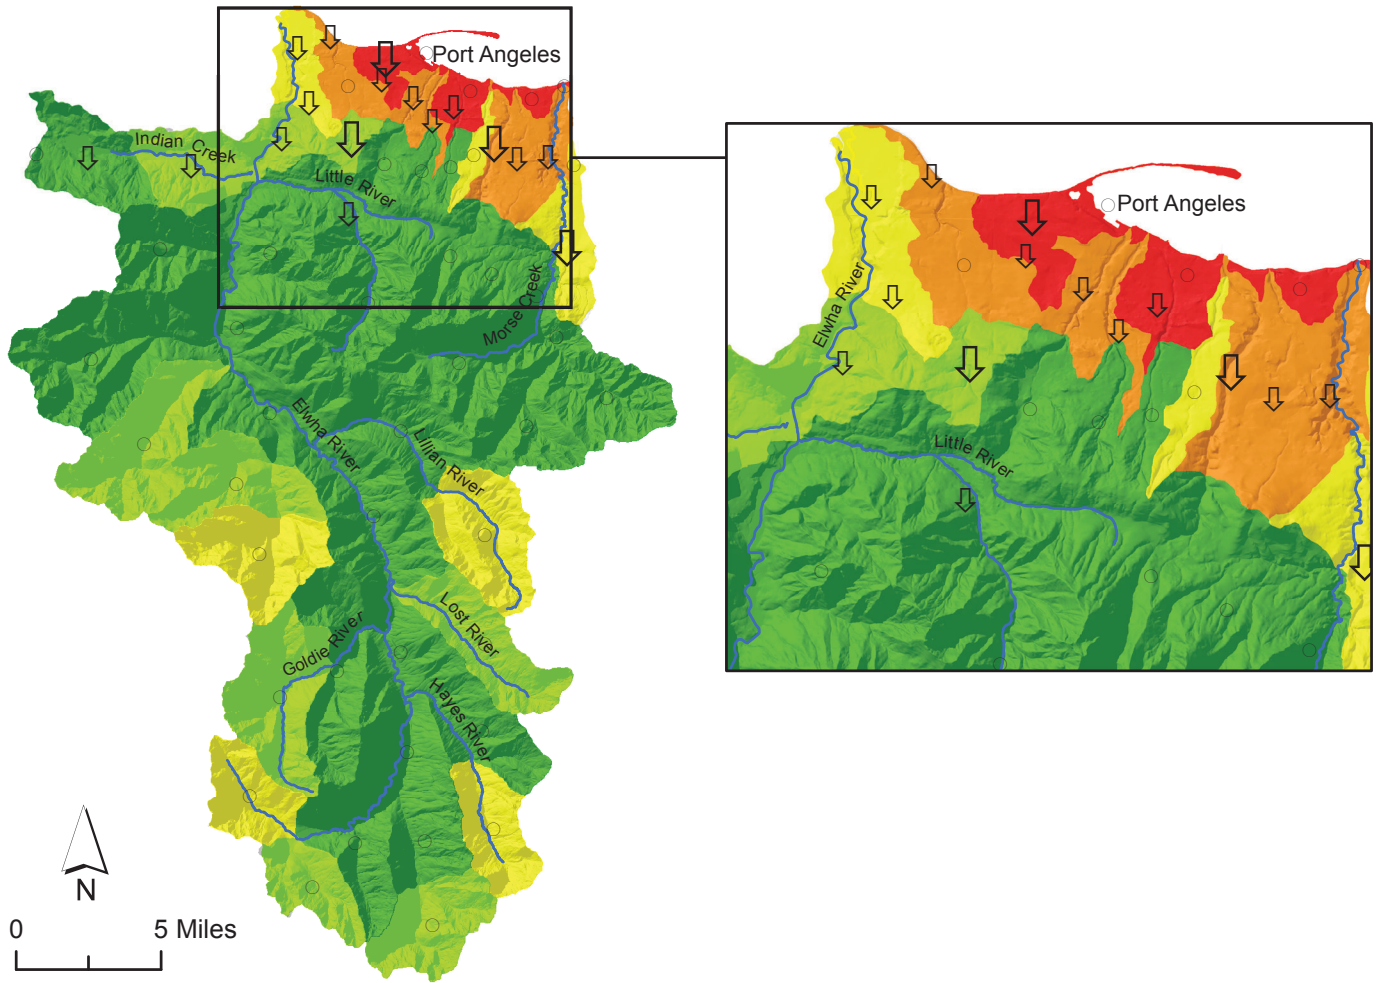 Port Angeles
Indian Creek
Little River
Morse Creek
Elwha River
Lillian River
Lost River
Goldie River
Hayes River
N
0 5 Miles
Port Angeles
Elwha River
Little River